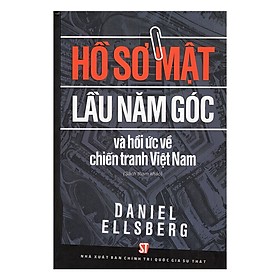 HỒ SƠ MẬT
LẦU NĂM GÓC
và hồi ức về
chiến tranh Việt Nam
(Sách tham khảo)
DANIEL
ELLSBERG
ST
NHÀ XUẤT BẢN CHÍNH TRỊ QUỐC GIA SỰ THẬT